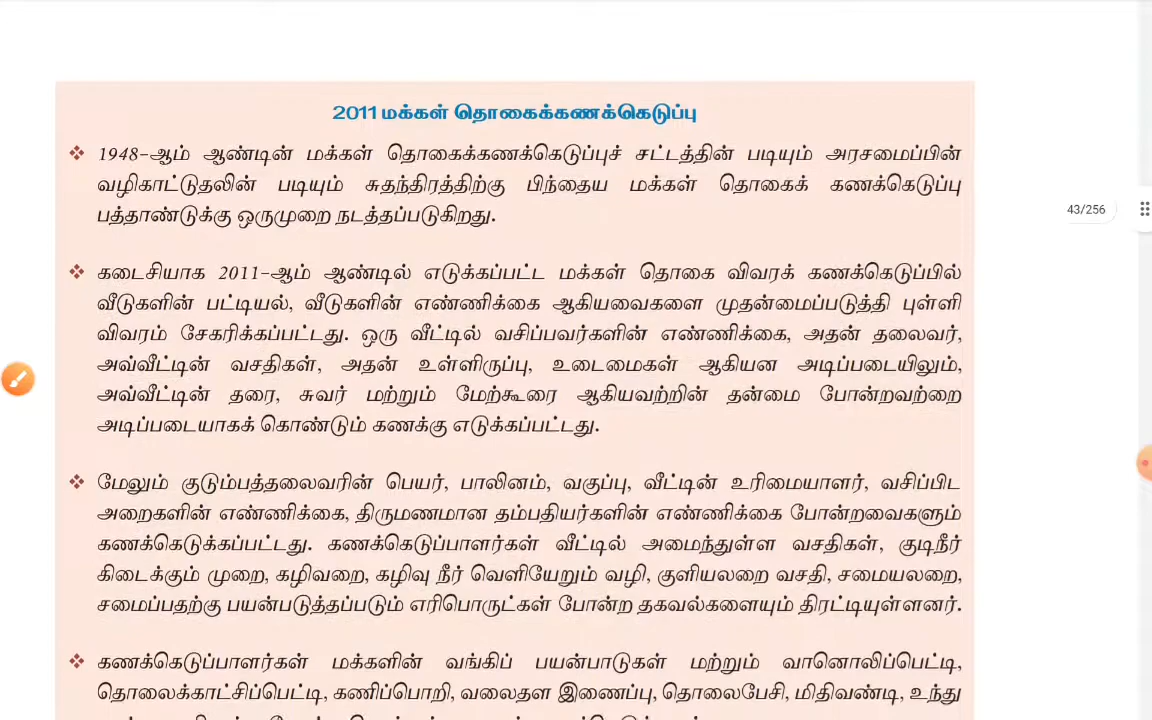 2011 மக்கள் தொகைக்கணக்கெடுப்பு
❖ 1948-ஆம் ஆண்டின் மக்கள் தொகைக்கணக்கெடுப்புச் சட்டத்தின் படியும் அரசமைப்பின்
வழிகாட்டுதலின் படியும் சுதந்திரத்திற்கு பிந்தைய மக்கள் தொகைக் கணக்கெடுப்பு
பத்தாண்டுக்கு ஒருமுறை நடத்தப்படுகிறது.
43/256
❖ கடைசியாக 2011-ஆம் ஆண்டில் எடுக்கப்பட்ட மக்கள் தொகை விவரக் கணக்கெடுப்பில்
வீடுகளின் பட்டியல், வீடுகளின் எண்ணிக்கை ஆகியவைகளை முதன்மைப்படுத்தி புள்ளி
விவரம் சேகரிக்கப்பட்டது. ஒரு வீட்டில் வசிப்பவர்களின் எண்ணிக்கை, அதன் தலைவர்,
அவ்வீட்டின் வசதிகள், அதன் உள்ளிருப்பு, உடைமைகள் ஆகியன அடிப்படையிலும்,
அவ்வீட்டின் தரை, சுவர் மற்றும் மேற்கூரை ஆகியவற்றின் தன்மை போன்றவற்றை
அடிப்படையாகக் கொண்டும் கணக்கு எடுக்கப்பட்டது.
❖ மேலும் குடும்பத்தலைவரின் பெயர், பாலினம், வகுப்பு, வீட்டின் உரிமையாளர், வசிப்பிட
அறைகளின் எண்ணிக்கை, திருமணமான தம்பதியர்களின் எண்ணிக்கை போன்றவைகளும்
கணக்கெடுக்கப்பட்டது. கணக்கெடுப்பாளர்கள் வீட்டில் அமைந்துள்ள வசதிகள், குடிநீர்
கிடைக்கும் முறை, கழிவறை, கழிவு நீர் வெளியேறும் வழி, குளியலறை வசதி, சமையலறை,
சமைப்பதற்கு பயன்படுத்தப்படும் எரிபொருட்கள் போன்ற தகவல்களையும் திரட்டியுள்ளனர்.
❖ கணக்கெடுப்பாளர்கள் மக்களின் வங்கிப் பயன்பாடுகள் மற்றும் வானொலிப்பெட்டி,
தொலைக்காட்சிப்பெட்டி, கணிப்பொறி, வலைதள இணைப்பு, தொலைபேசி, மிதிவண்டி, உந்து